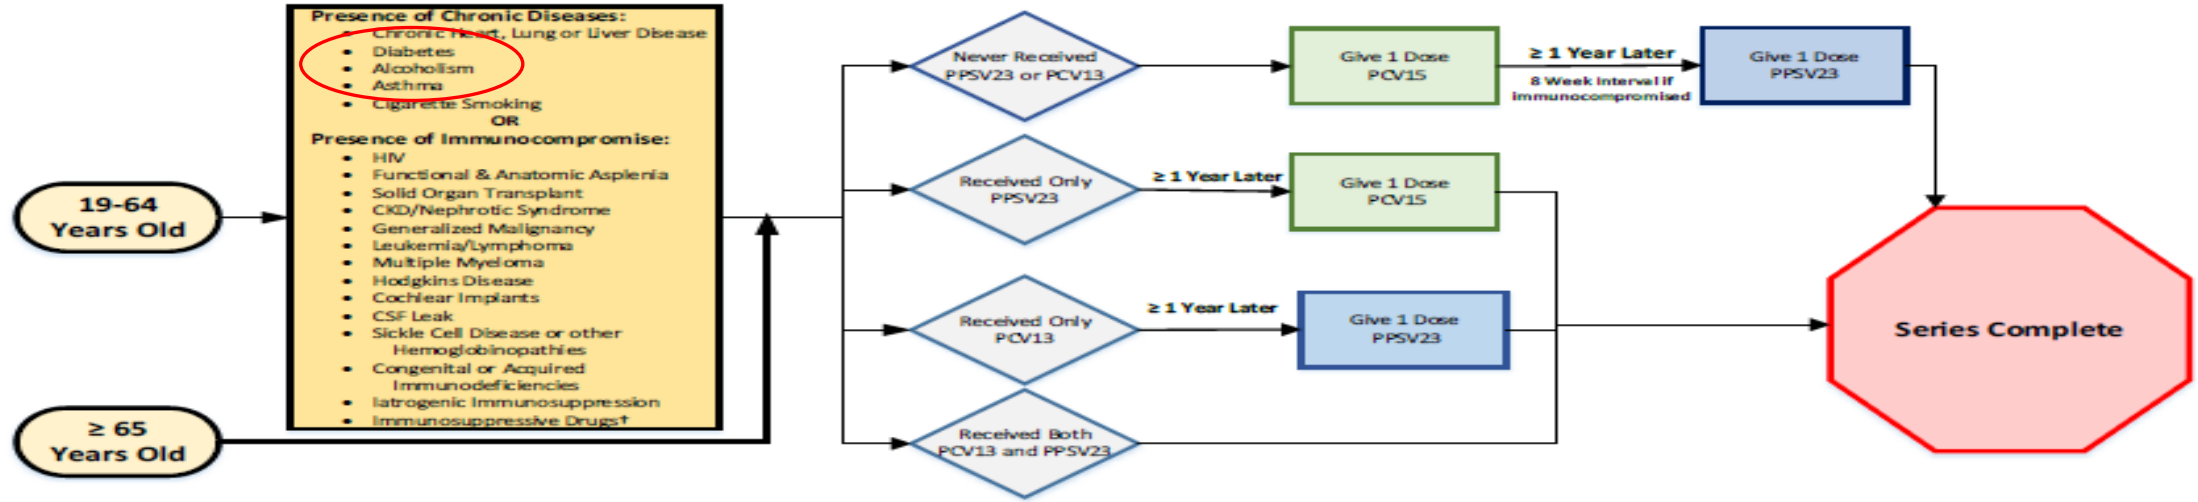 Presence of Chronic Diseases:
• Chronic Heart, Lung or Liver Disease
• Diabetes
• Alcoholism
• Asthma
• Cigarette Smoking
OR
Presence of Immunocompromise:
• HIV
• Functional & Anatomic Asplenia
• Solid Organ Transplant
• CKD/Nephrotic Syndrome
• Generalized Malignancy
• Leukemia/Lymphoma
• Multiple Myeloma
• Hodgkins Disease
• Cochlear Implants
• CSF Leak
• Sickle Cell Disease or other
Hemoglobinopathies
• Congenital or Acquired
Immunodeficiencies
• Iatrogenic Immunosuppression
• Immunosuppressive Drugs†
19-64
Years Old
≥ 65
Years Old
Never Received
PPSV23 or PCV13
Give 1 Dose
PCV15
≥ 1 Year Later
8 Week Interval if
immunocompromised
Give 1 Dose
PPSV23
Received Only
PPSV23
≥ 1 Year Later
Give 1 Dose
PCV15
Received Only
PCV13
≥ 1 Year Later
Give 1 Dose
PPSV23
Received Both
PCV13 and PPSV23
Series Complete